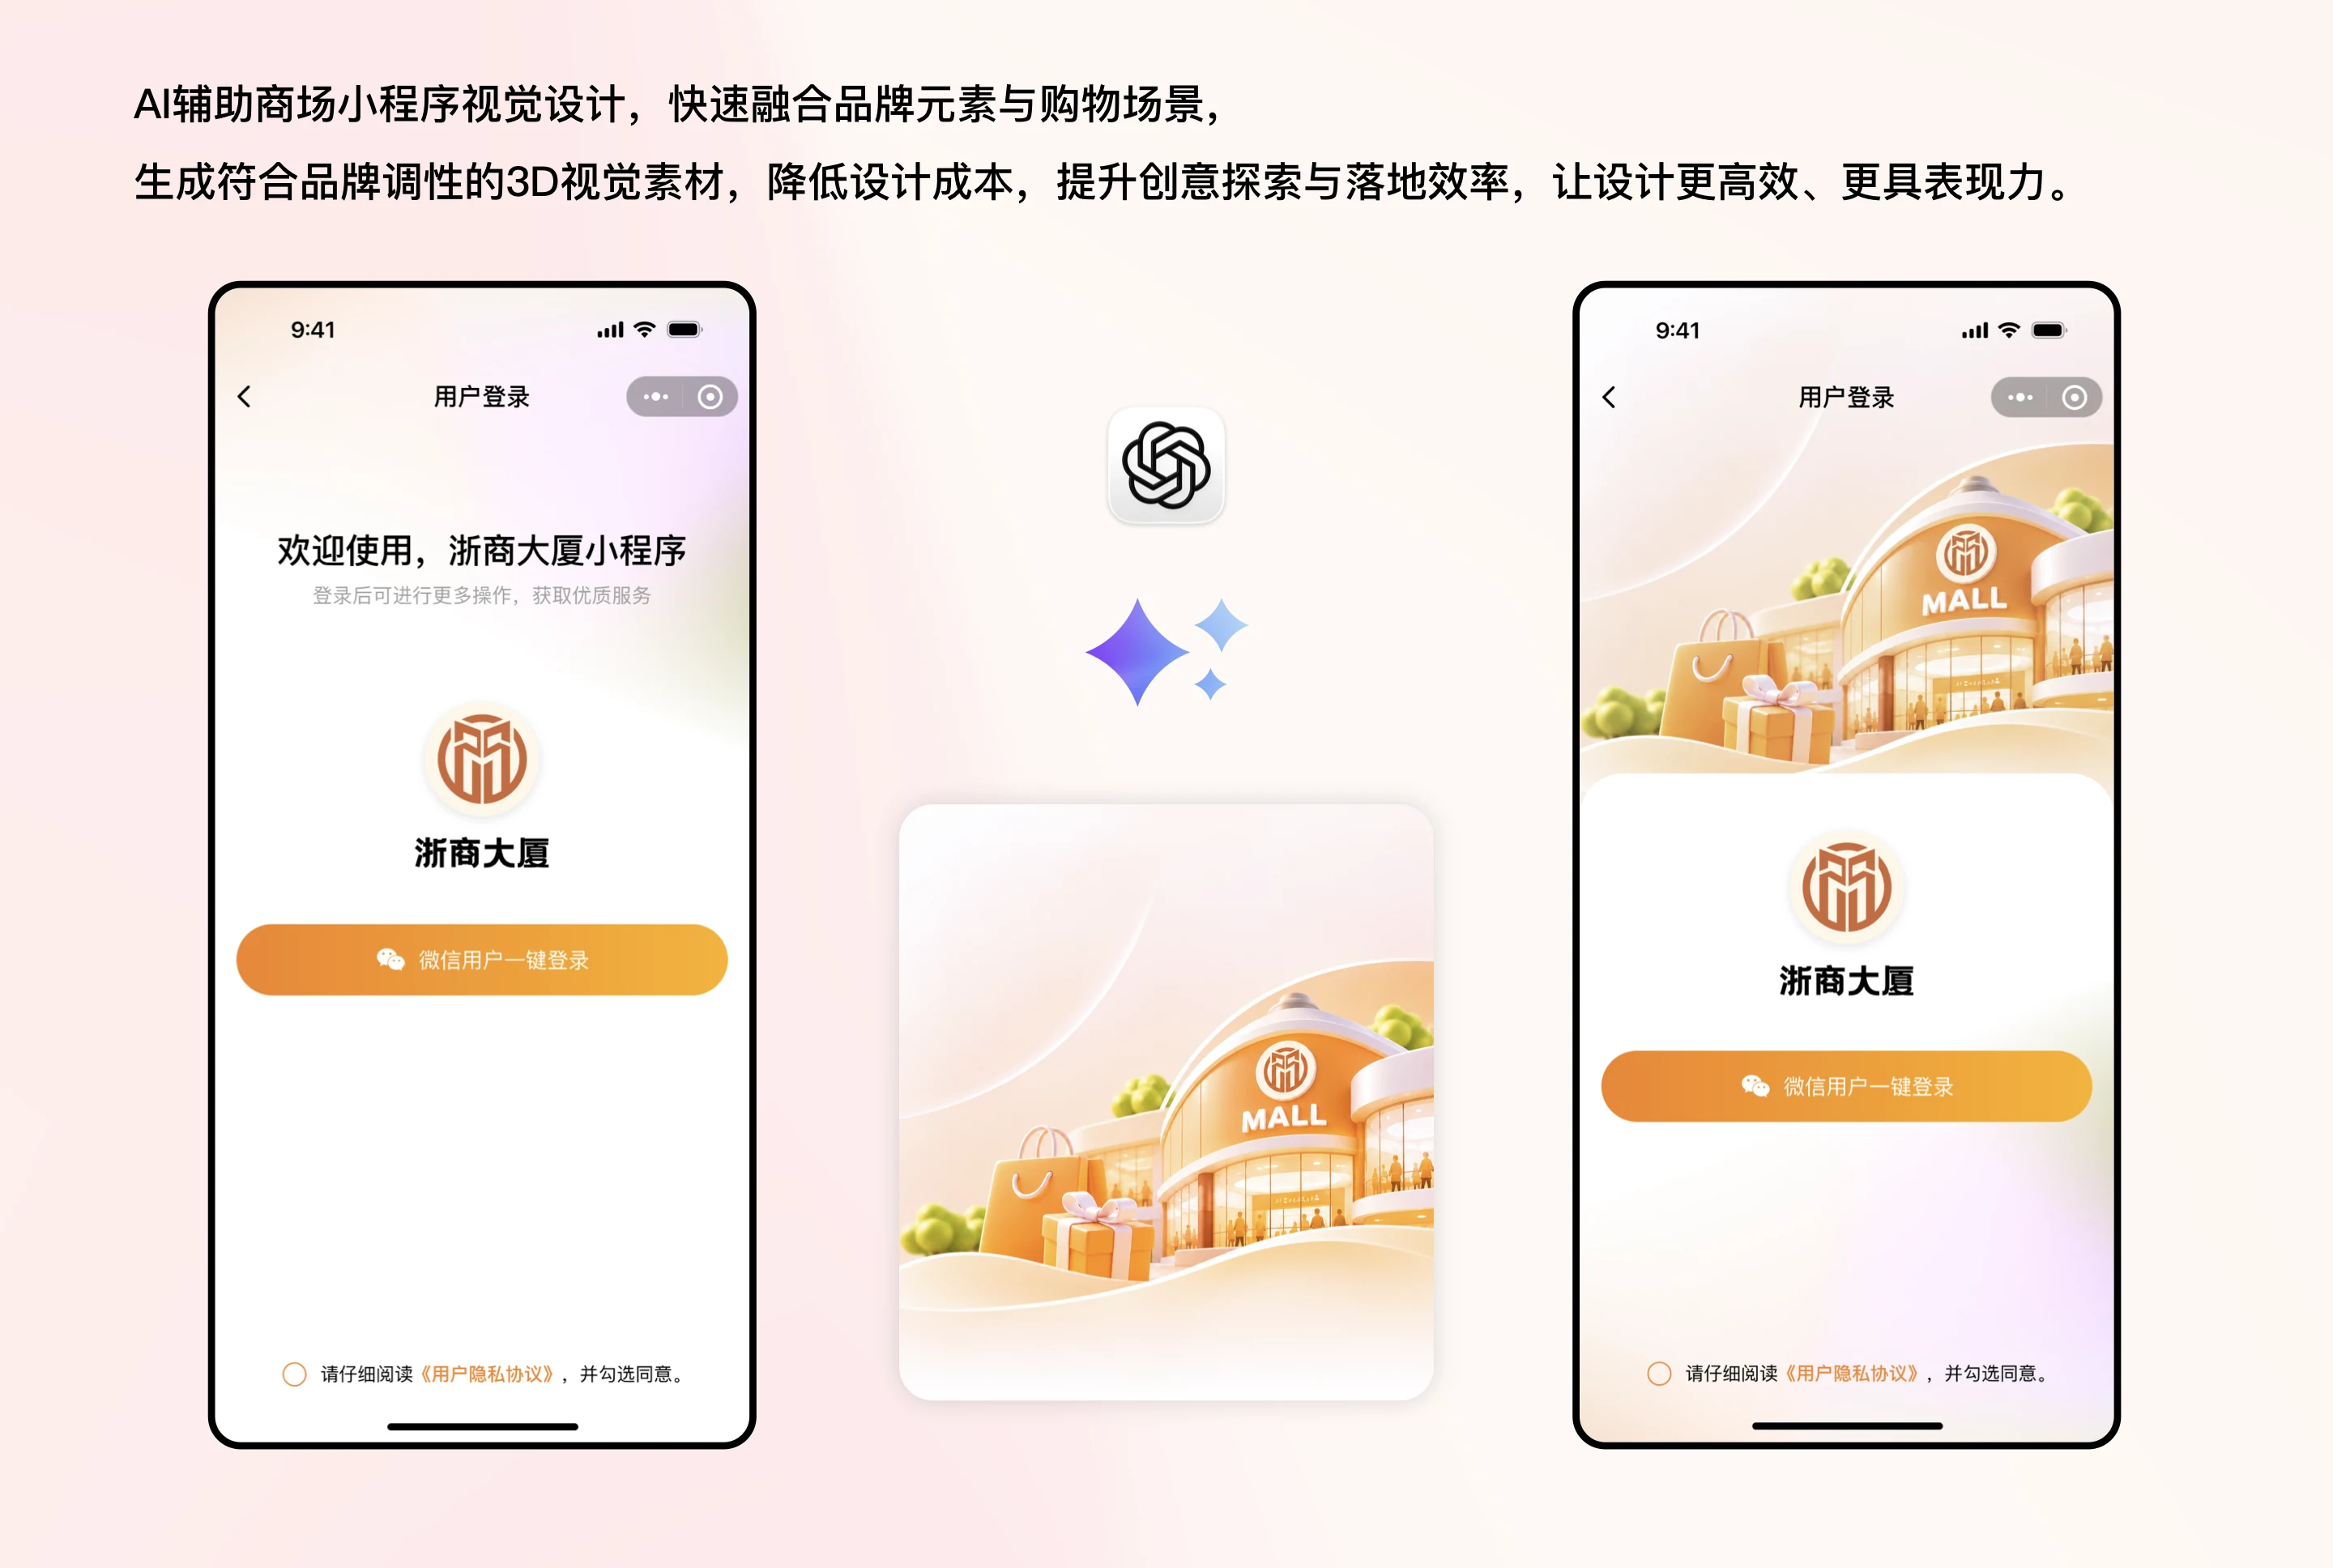 AI辅助商场小程序视觉设计，快速融合品牌元素与购物场景，
生成符合品牌调性的3D视觉素材，降低设计成本，提升创意探索与落地效率，让设计更高效、更具表现力。
9:41
用户登录
欢迎使用，浙商大厦小程序
登录后可进行更多操作，获取优质服务
浙商大厦
微信用户一键登录
请仔细阅读《用户隐私协议》，并勾选同意。
MALL
9:41
用户登录
MALL
浙商大厦
微信用户一键登录
请仔细阅读《用户隐私协议》，并勾选同意。